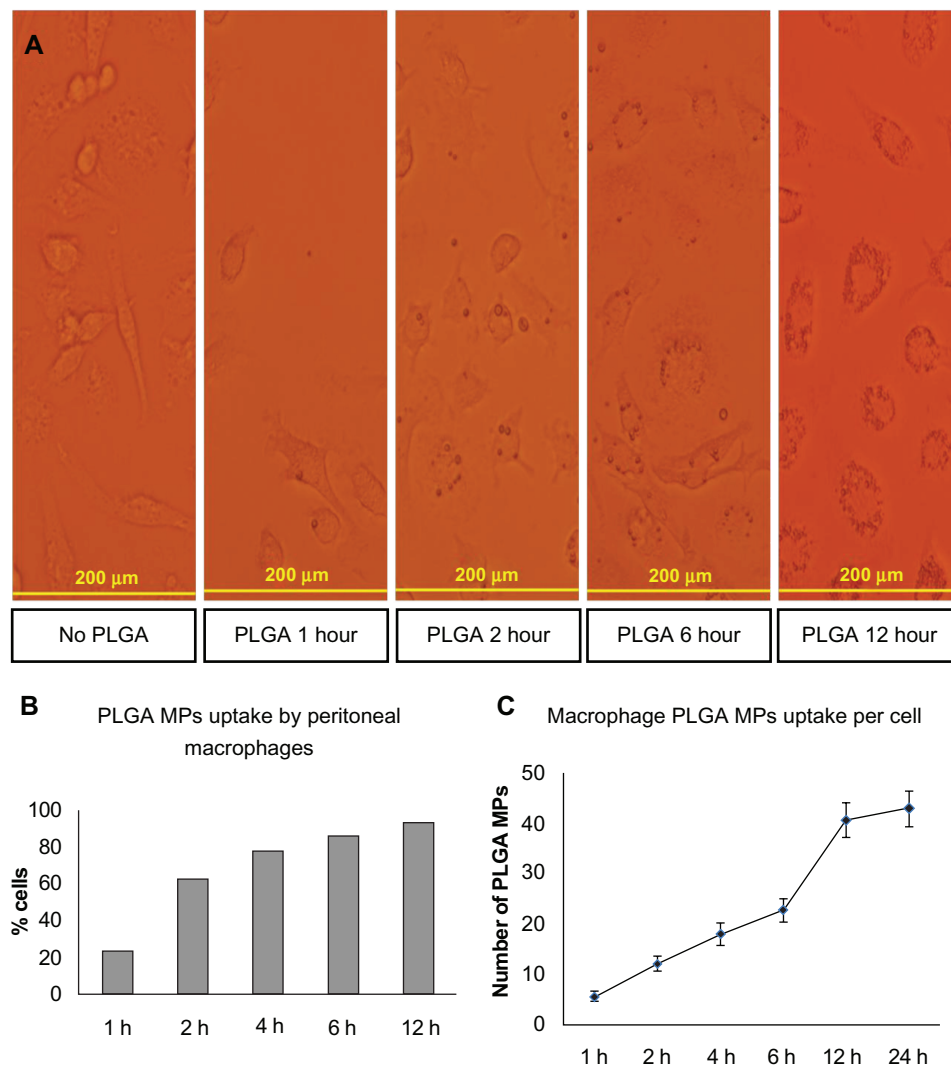 A
200 μm 200 μm 200 μm 200 μm 200 μm
No PLGA PLGA 1 hour PLGA 2 hour PLGA 6 hour PLGA 12 hour
B
PLGA MPs uptake by peritoneal
macrophages
% cells
100
80
60
40
20
0
1 h 2 h 4 h 6 h 12 h
C
Macrophage PLGA MPs uptake per cell
Number of PLGA MPs
50
40
30
20
10
0
1 h 2 h 4 h 6 h 12 h 24 h